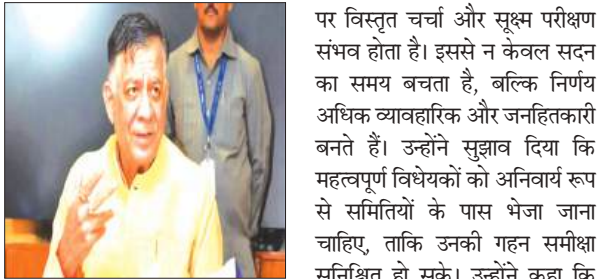 पर विस्तृत चर्चा और सूक्ष्म परीक्षण
संभव होता है। इससे न केवल सदन
का समय बचता है, बल्कि निर्णय
अधिक व्यावहारिक और जनहितकारी
बनते हैं। उन्होंने सुझाव दिया कि
महत्वपूर्ण विधेयकों को अनिवार्य रूप
से समितियों के पास भेजा जाना
चाहिए, ताकि उनकी गहन समीक्षा
सुनिश्चित हो सके। उन्होंने कहा कि